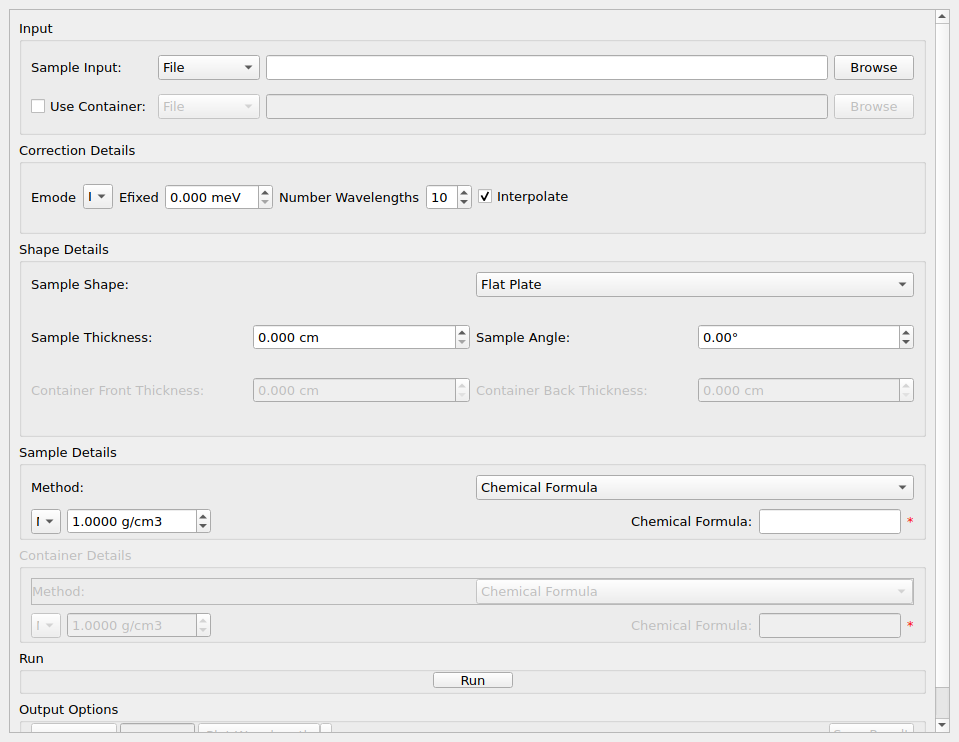 Input
Sample Input: File Browse
Use Container: File Browse
Correction Details
Emode Efixed 0.000 meV Number Wavelengths 10 Interpolate
Shape Details
Sample Shape: Flat Plate
Sample Thickness: 0.000 cm Sample Angle: 0.00°
Container Front Thickness: 0.000 cm Container Back Thickness: 0.000 cm
Sample Details
Method: Chemical Formula
1.0000 g/cm3 Chemical Formula: *
Container Details
Method: Chemical Formula
1.0000 g/cm3 Chemical Formula: *
Run
Run
Output Options